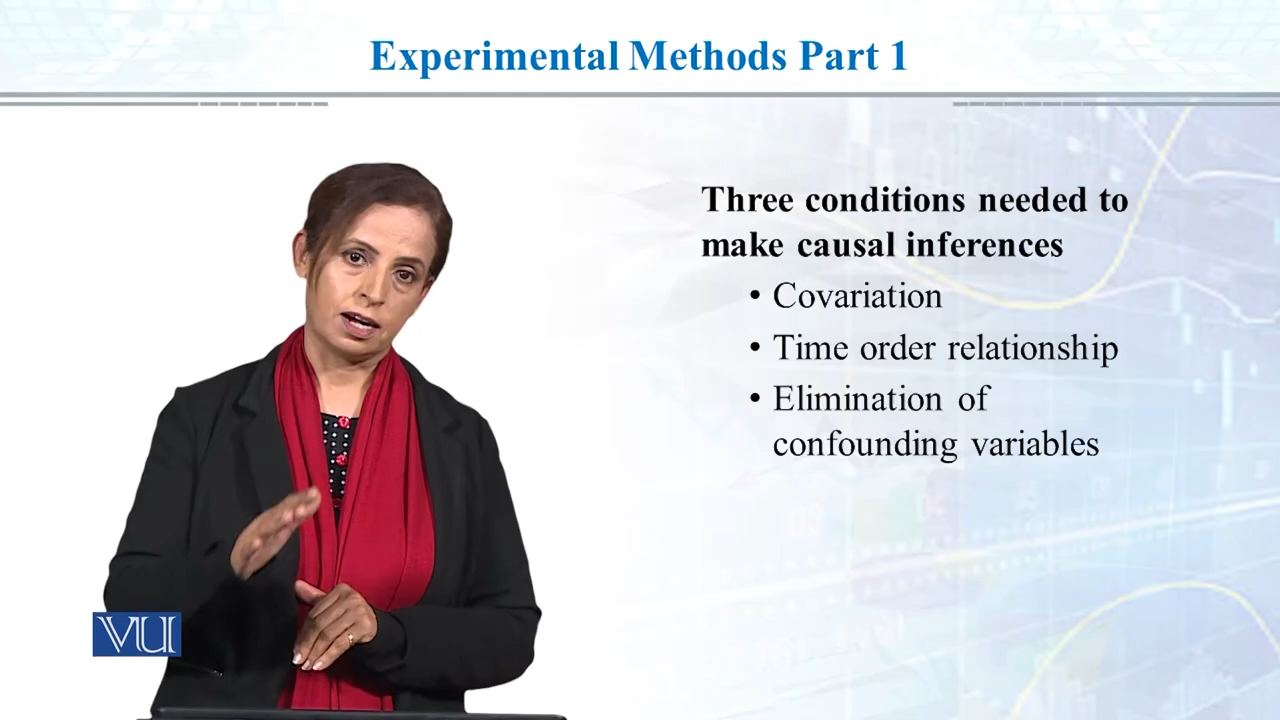 Experimental Methods Part 1
Three conditions needed to
make causal inferences
• Covariation
• Time order relationship
• Elimination of
confounding variables
VU